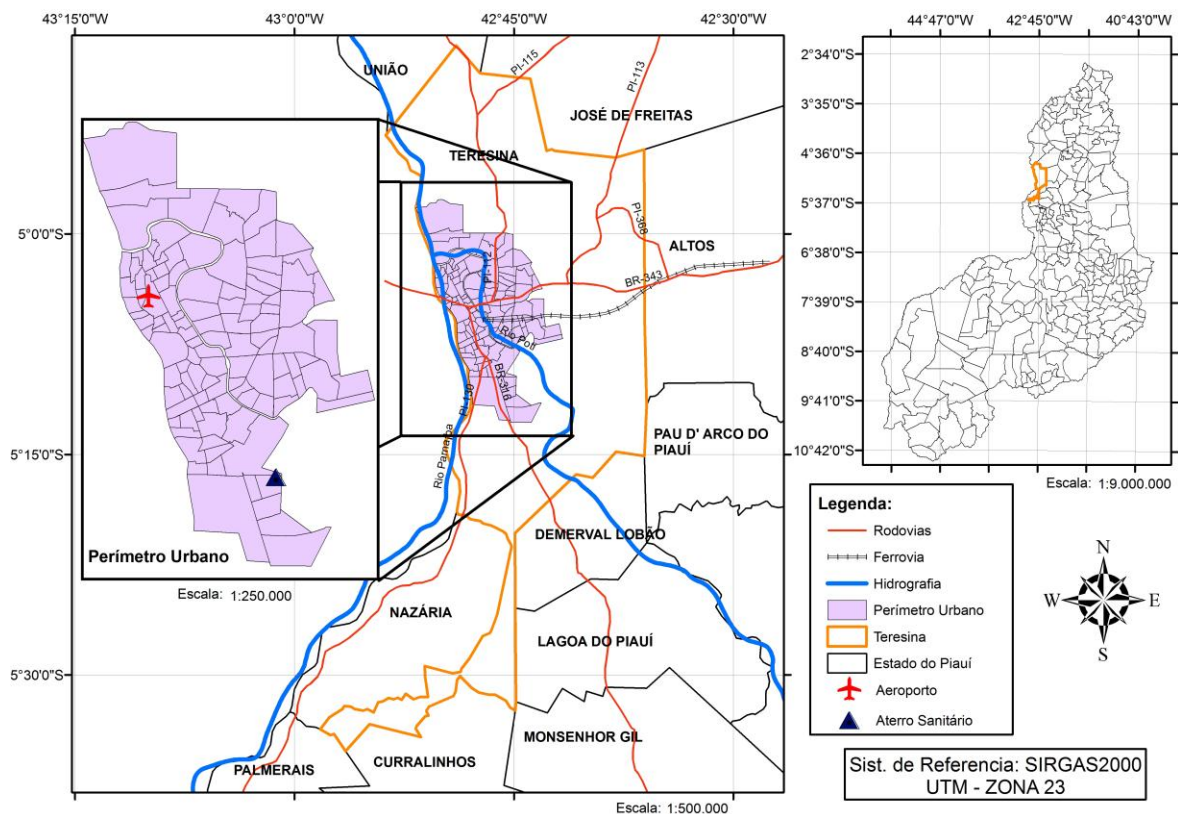 43°15'0"W
43°0'0"W
42°45'0"W
42°30'0"W
5°0'0"S
5°15'0"S
5°30'0"S
UNIÃO
PI-115
PI-113
JOSÉ DE FREITAS
TERESINA
PI-368
ALTOS
PI-112
BR-343
Rio Poti
BR-316
PI-130
Rio Parnaíba
PAU D' ARCO DO
PIAUÍ
DEMERVAL LOBÃO
NAZÁRIA
LAGOA DO PIAUÍ
MONSENHOR GIL
CURRALINHOS
PALMERAIS
Perímetro Urbano
Escala: 1:250.000
Escala: 1:500.000
44°47'0"W
42°45'0"W
40°43'0"W
2°34'0"S
3°35'0"S
4°36'0"S
5°37'0"S
6°38'0"S
7°39'0"S
8°40'0"S
9°41'0"S
10°42'0"S
Escala: 1:9.000.000
Legenda:
Rodovias
Ferrovia
Hidrografia
Perímetro Urbano
Teresina
Estado do Piauí
Aeroporto
Aterro Sanitário
N
W
E
S
Sist. de Referencia: SIRGAS2000
UTM - ZONA 23